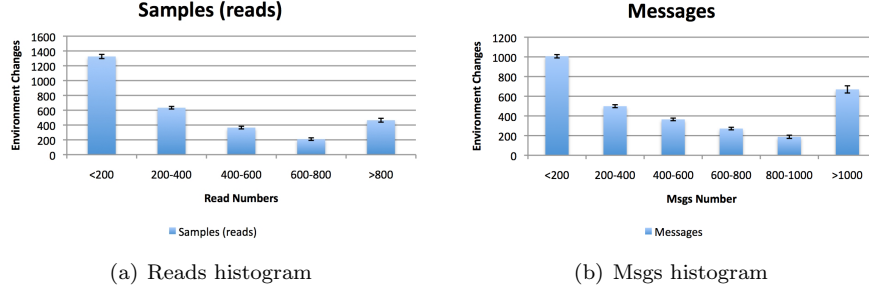 Samples (reads)
Environment Changes
1600
1400
1200
1000
800
600
400
200
0
<200
200-400
400-600
600-800
>800
Read Numbers
Samples (reads)
(a) Reads histogram
Messages
Environment Changes
1200
1000
800
600
400
200
0
<200
200-400
400-600
600-800
800-1000
>1000
Msgs Number
Messages
(b) Msgs histogram